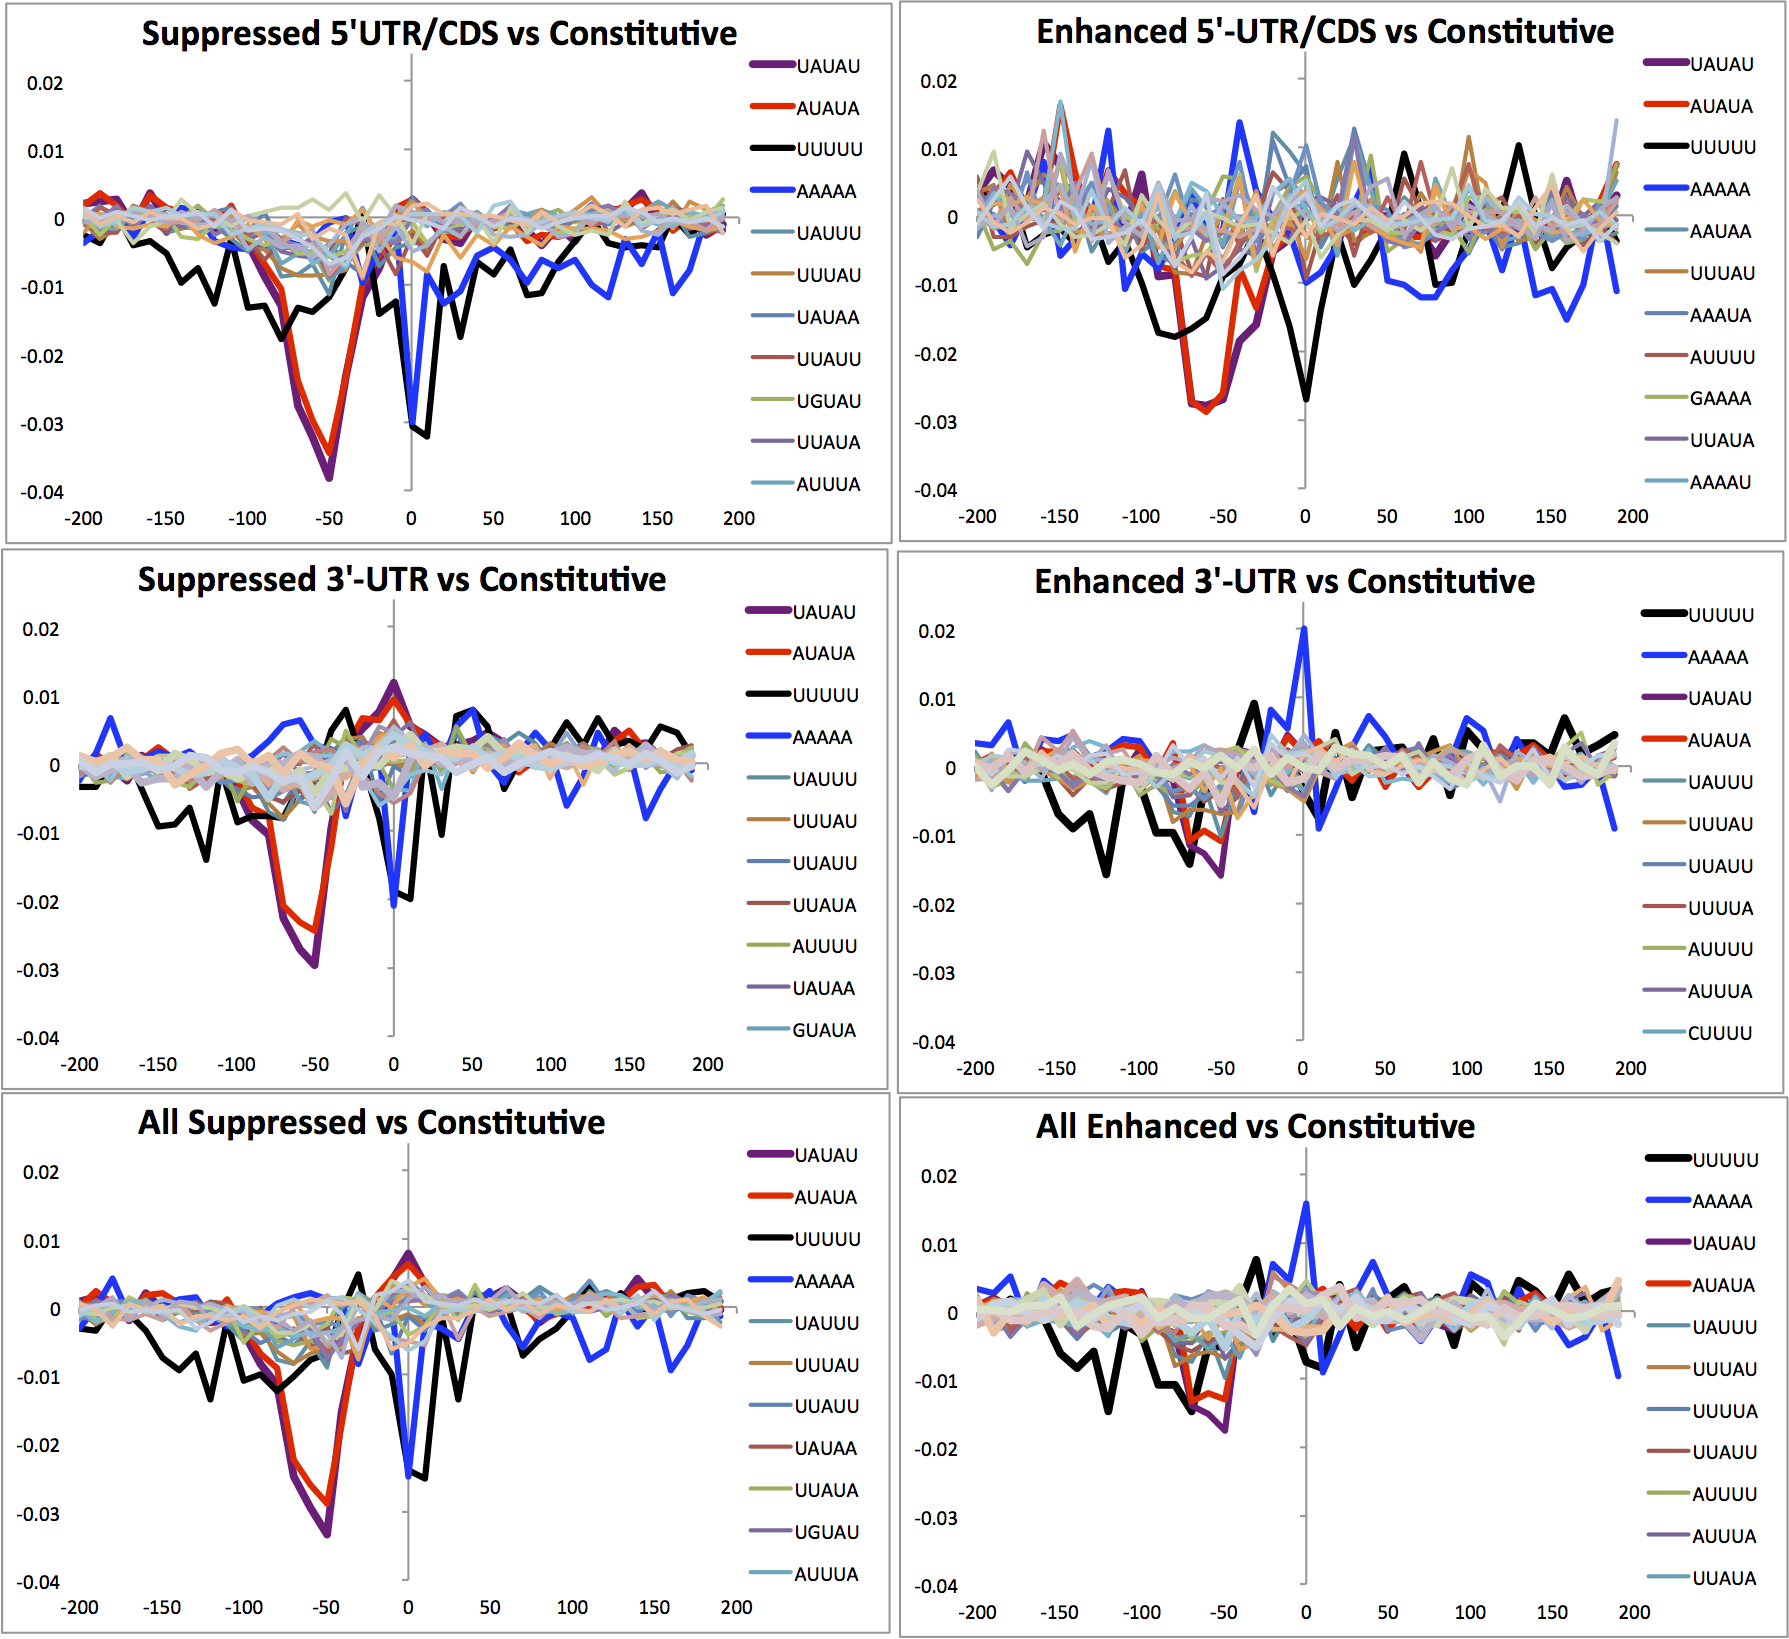 Suppressed 5'UTR/CDS vs Constitutive
0.02
0.01
0
-0.01
-0.02
-0.03
-0.04
-200 -150 -100 -50 0 50 100 150 200
UAUAU
AUAUA
UUUUU
AAAAA
UAUUU
UUUAU
UAUAA
UUAUU
UGUAU
UUAUA
AUUUA
Enhanced 5'-UTR/CDS vs Constitutive
0.02
0.01
0
-0.01
-0.02
-0.03
-0.04
-200 -150 -100 -50 0 50 100 150 200
UAUAU
AUAUA
UUUUU
AAAAA
AAUAA
UUUAU
AAAUA
AUUUU
GAAAA
UUAUA
AAAAU
Suppressed 3'-UTR vs Constitutive
0.02
0.01
0
-0.01
-0.02
-0.03
-0.04
-200 -150 -100 -50 0 50 100 150 200
UAUAU
AUAUA
UUUUU
AAAAA
UAUUU
UUUAU
UUAUU
UUAUA
AUUUU
UAUAA
GUAUA
Enhanced 3'-UTR vs Constitutive
0.02
0.01
0
-0.01
-0.02
-0.03
-0.04
-200 -150 -100 -50 0 50 100 150 200
UUUUU
AAAAA
UAUAU
AUAUA
UAUUU
UUUAU
UUAUU
UUUUA
AUUUU
AUUUA
CUUUU
All Suppressed vs Constitutive
0.02
0.01
0
-0.01
-0.02
-0.03
-0.04
-200 -150 -100 -50 0 50 100 150 200
UAUAU
AUAUA
UUUUU
AAAAA
UAUUU
UUUAU
UUAUU
UAUAA
UUAUA
UGUAU
AUUUA
All Enhanced vs Constitutive
0.02
0.01
0
-0.01
-0.02
-0.03
-0.04
-200 -150 -100 -50 0 50 100 150 200
UUUUU
AAAAA
UAUAU
AUAUA
UAUUU
UUUAU
UUUUA
UUAUU
AUUUU
AUUUA
UUAUA